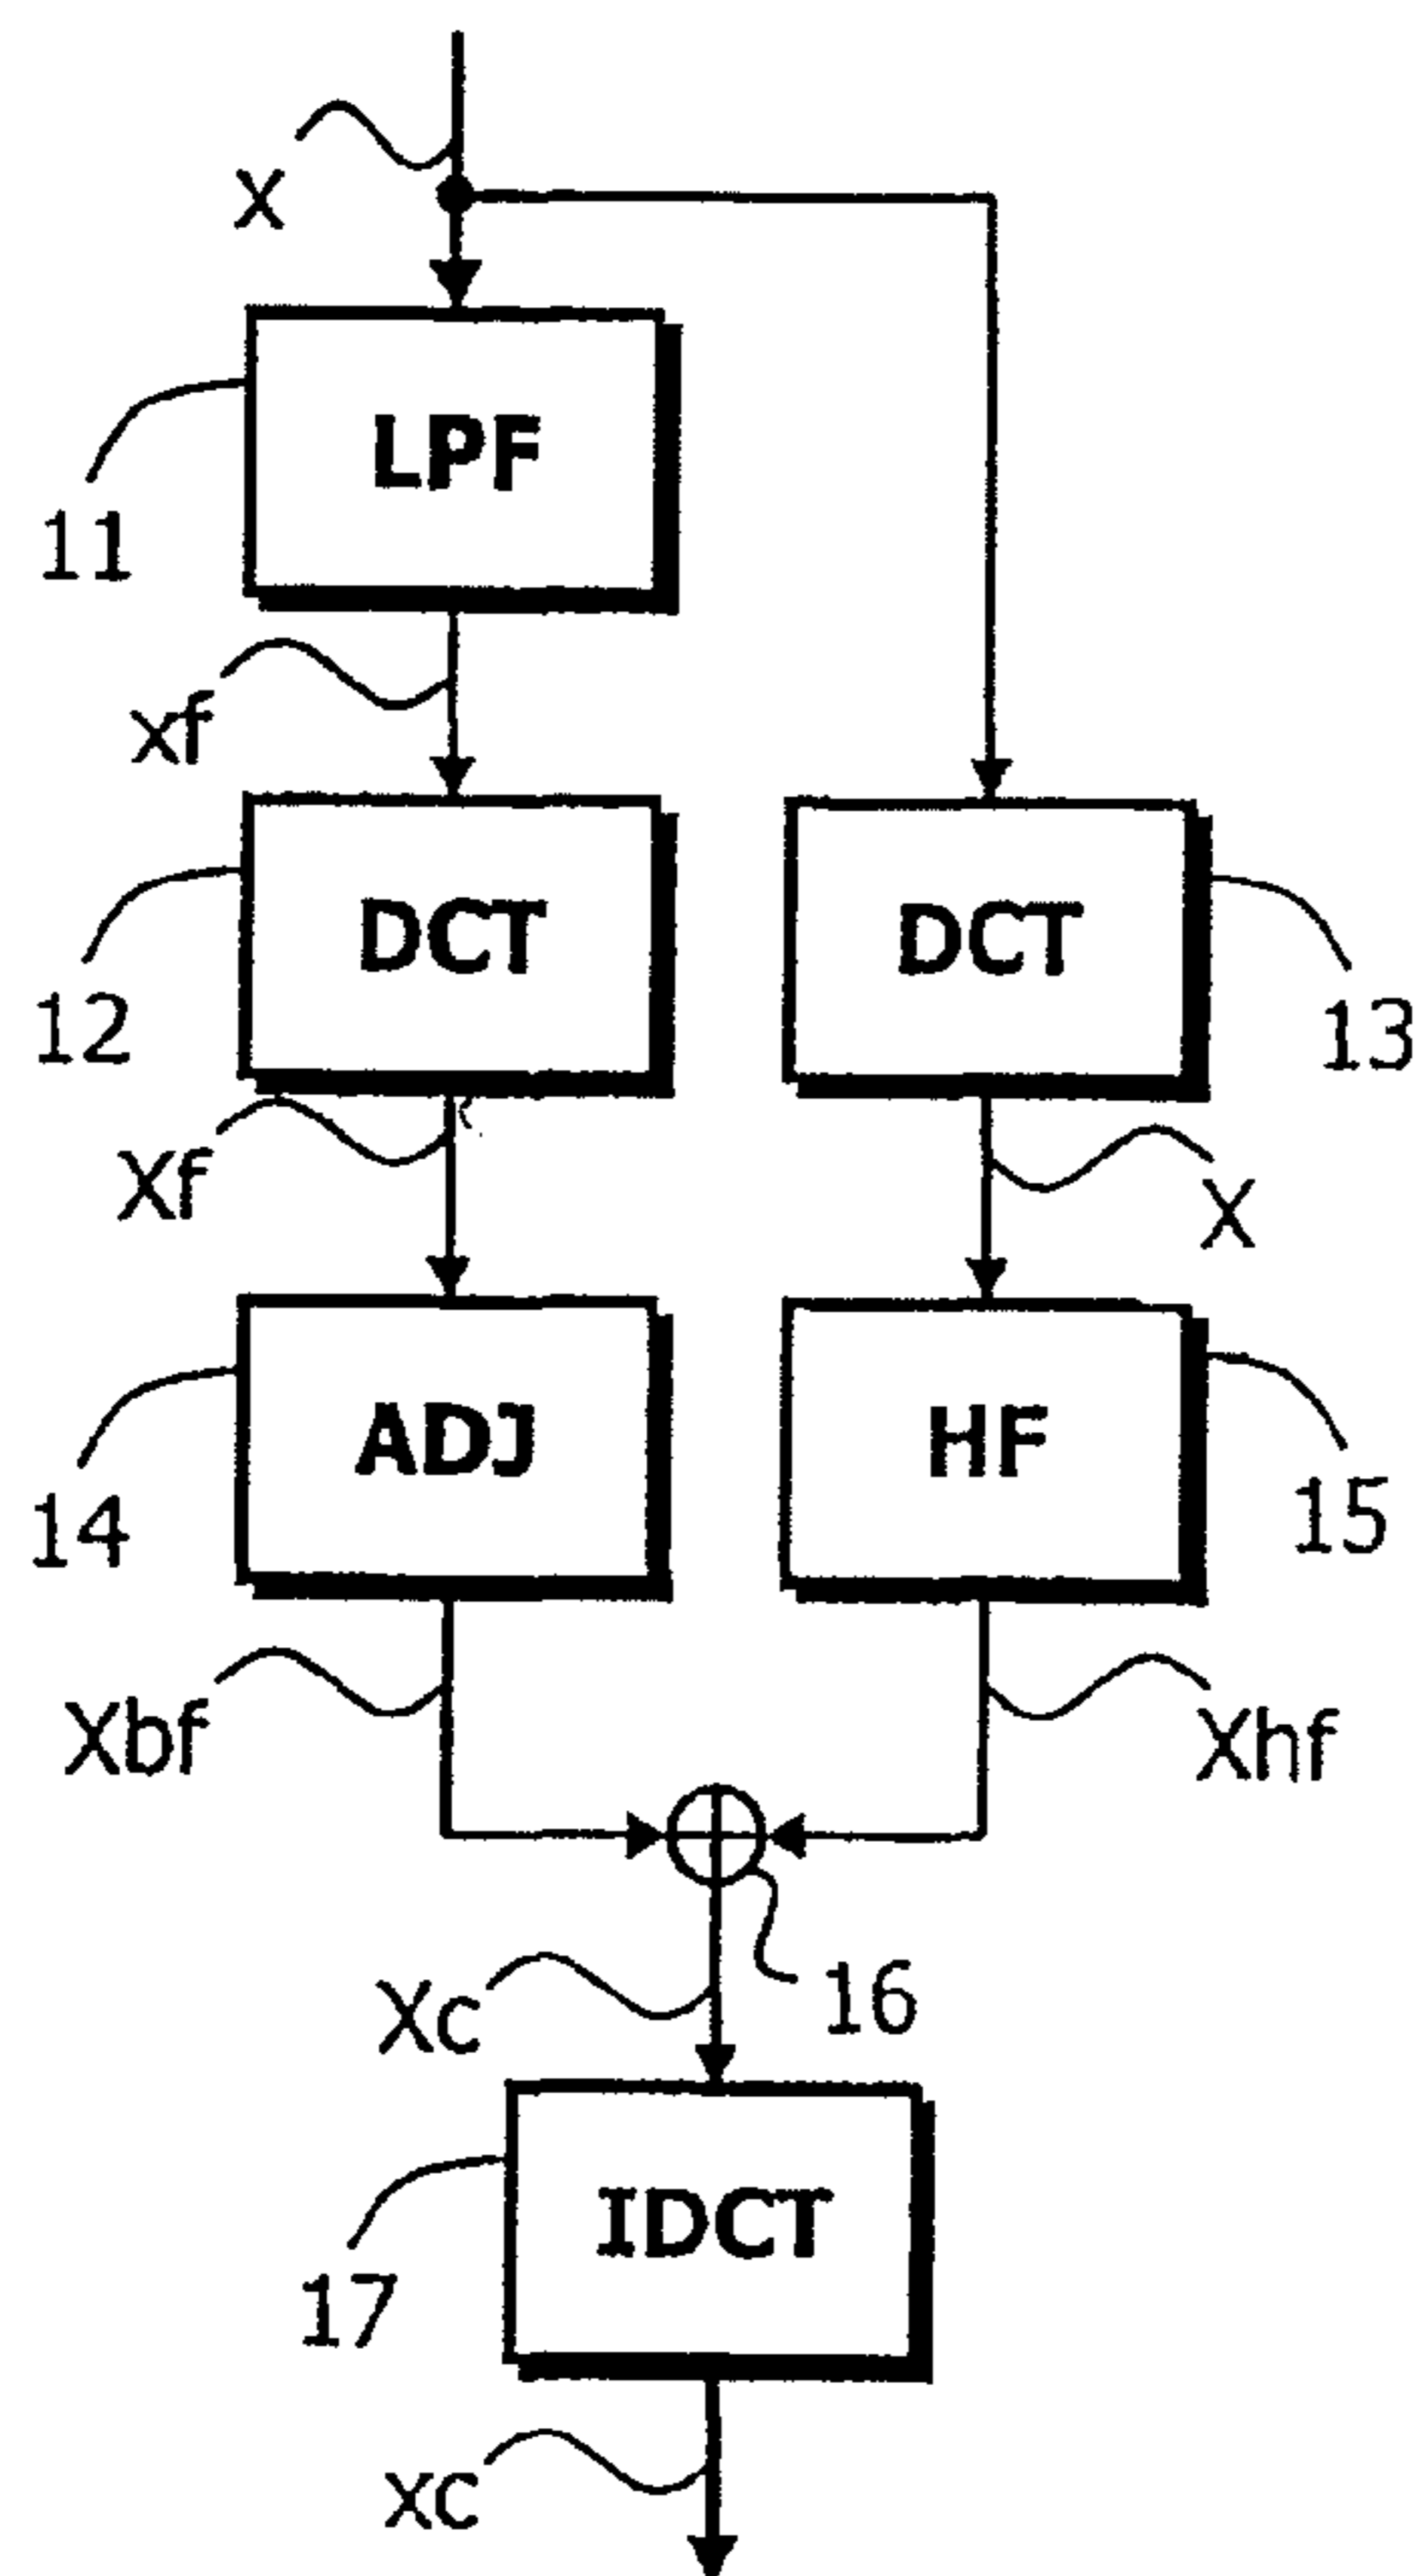 x
LPF
11
xf
DCT
DCT
12
13
Xf
X
ADJ
HF
14
15
Xbf
Xhf
Xc
16
IDCT
17
xc